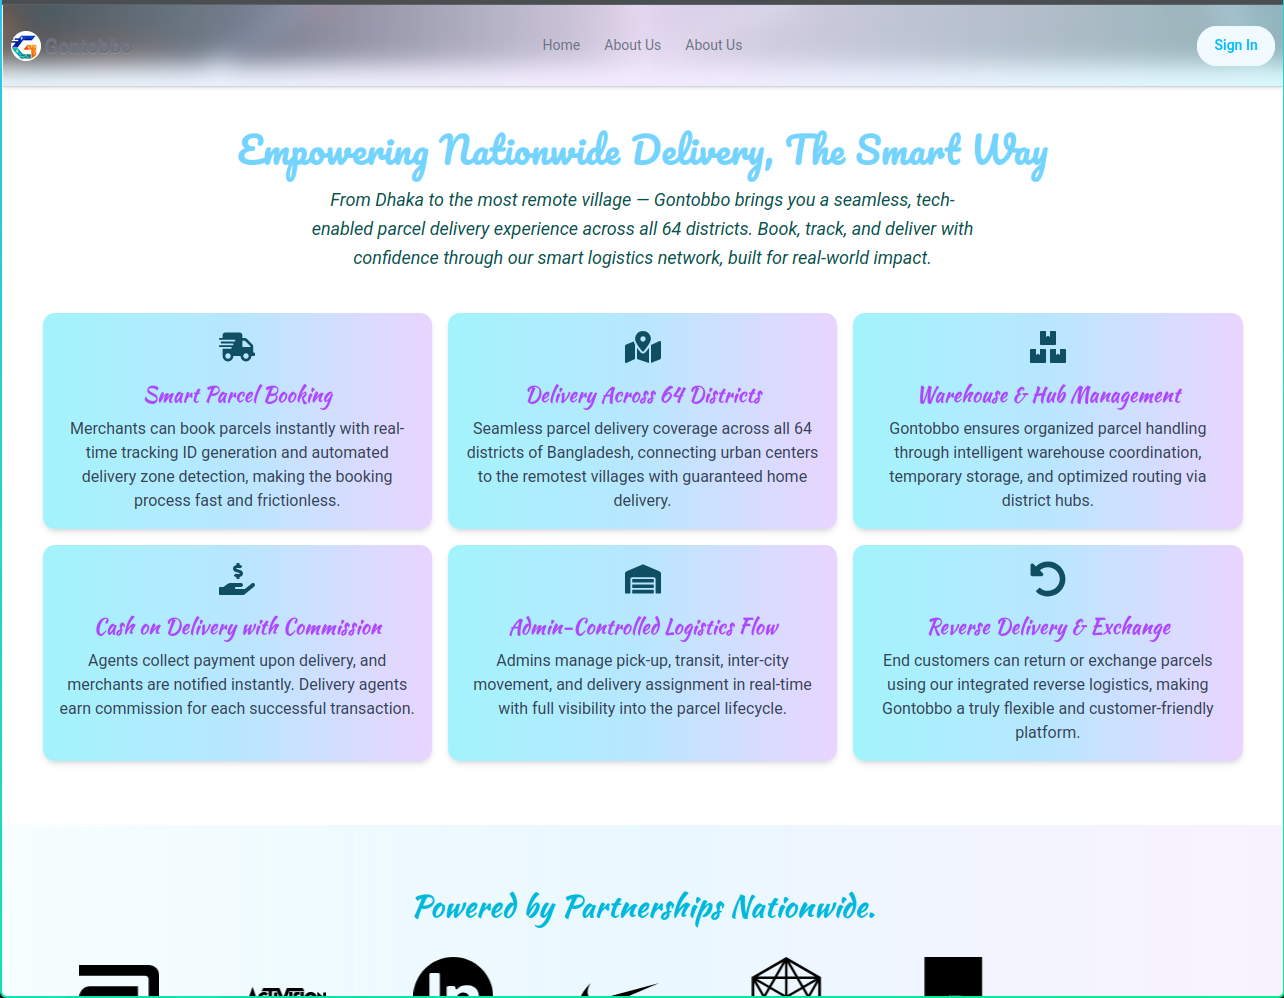 Gontobbo
Home
About Us
About Us
Sign In
Empowering Nationwide Delivery, The Smart Way
From Dhaka to the most remote village — Gontobbo brings you a seamless, tech-
enabled parcel delivery experience across all 64 districts. Book, track, and deliver with
confidence through our smart logistics network, built for real-world impact.
Smart Parcel Booking
Merchants can book parcels instantly with real-
time tracking ID generation and automated
delivery zone detection, making the booking
process fast and frictionless.
Delivery Across 64 Districts
Seamless parcel delivery coverage across all 64
districts of Bangladesh, connecting urban centers
to the remotest villages with guaranteed home
delivery.
Warehouse & Hub Management
Gontobbo ensures organized parcel handling
through intelligent warehouse coordination,
temporary storage, and optimized routing via
district hubs.
Cash on Delivery with Commission
Agents collect payment upon delivery, and
merchants are notified instantly. Delivery agents
earn commission for each successful transaction.
Admin-Controlled Logistics Flow
Admins manage pick-up, transit, inter-city
movement, and delivery assignment in real-time
with full visibility into the parcel lifecycle.
Reverse Delivery & Exchange
End customers can return or exchange parcels
using our integrated reverse logistics, making
Gontobbo a truly flexible and customer-friendly
platform.
Powered by Partnerships Nationwide.
ACTIVISION
In